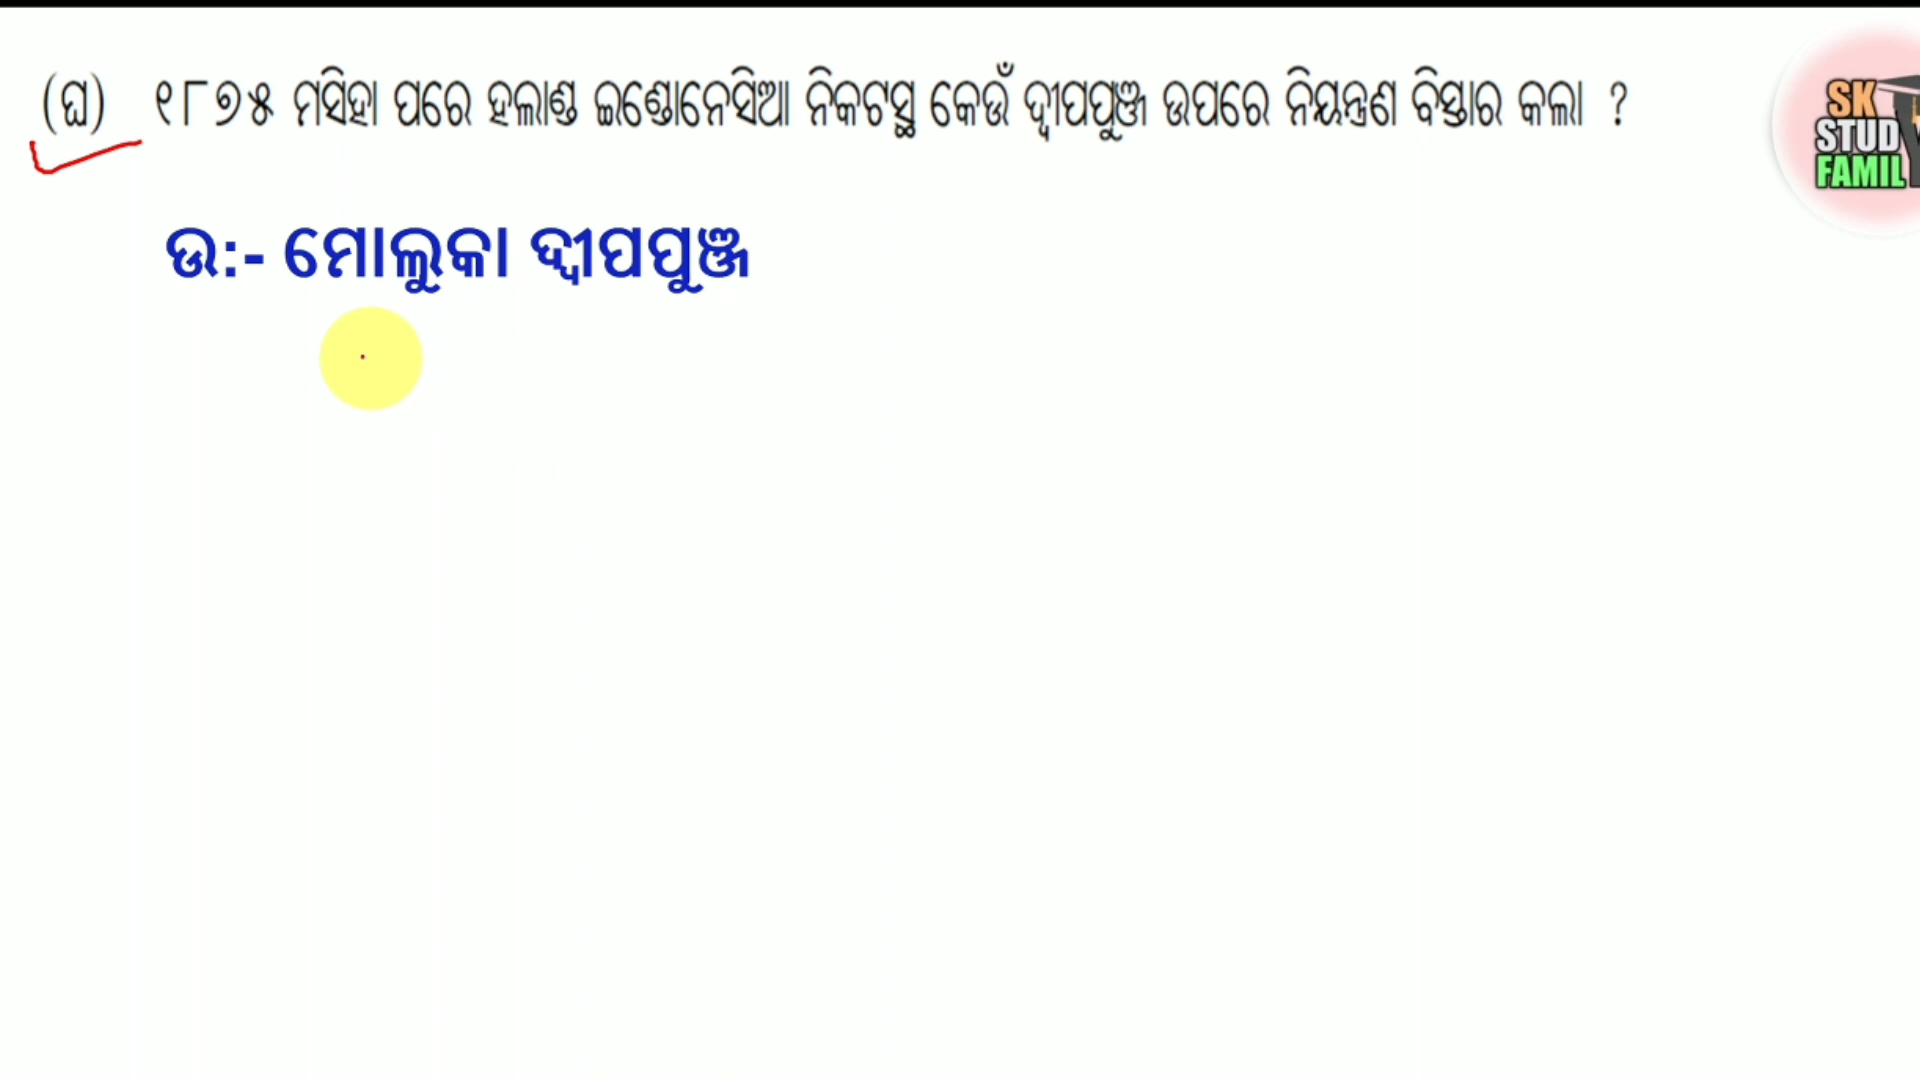 (ଘ) ୧୮୭୫ ମସିହା ପରେ ହଲାଣ୍ଡ ଇଣ୍ଡୋନେସିଆ ନିକଟସ୍ଥ କେଉଁ ଦ୍ୱୀପପୁଞ୍ଜ ଉପରେ ନିୟନ୍ତ୍ରଣ ବିସ୍ତାର କଲା ?
ଉ:- ମୋଲୁକା ଦ୍ୱୀପପୁଞ୍ଜ
SK
STUD
FAMIL